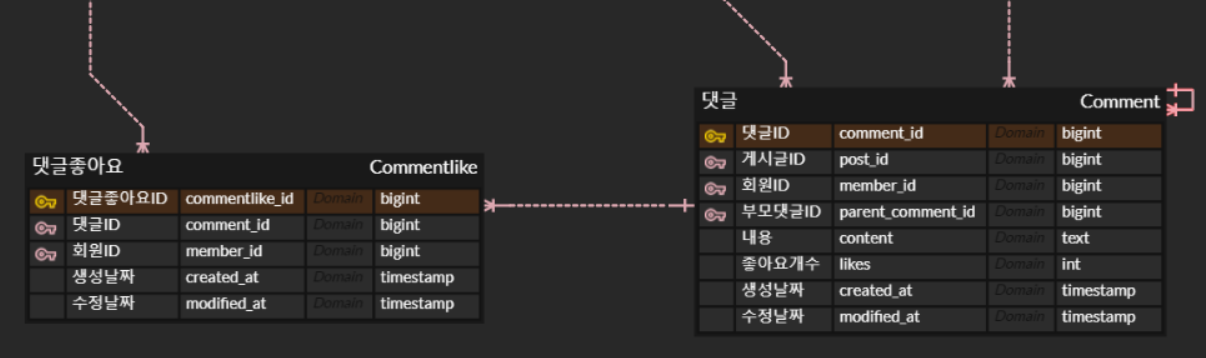 댓글좋아요 Commentlike
댓글좋아요ID commentlike_id Domain bigint
댓글ID comment_id Domain bigint
회원ID member_id Domain bigint
생성날짜 created_at Domain timestamp
수정날짜 modified_at Domain timestamp
댓글 Comment
댓글ID comment_id Domain bigint
게시글ID post_id Domain bigint
회원ID member_id Domain bigint
부모댓글ID parent_comment_id Domain bigint
내용 content Domain text
좋아요개수 likes Domain int
생성날짜 created_at Domain timestamp
수정날짜 modified_at Domain timestamp